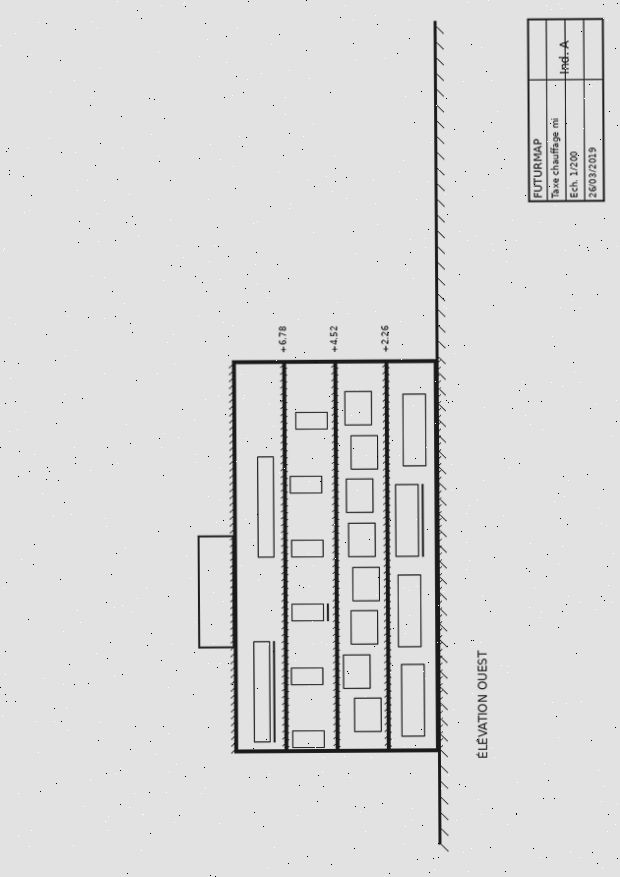 +6.78
+4.52
+2.26
ÉLÉVATION OUEST
FUTURMAP
Taxe chauffage mi
Ind. A
Ech. 1/200
26/03/2019